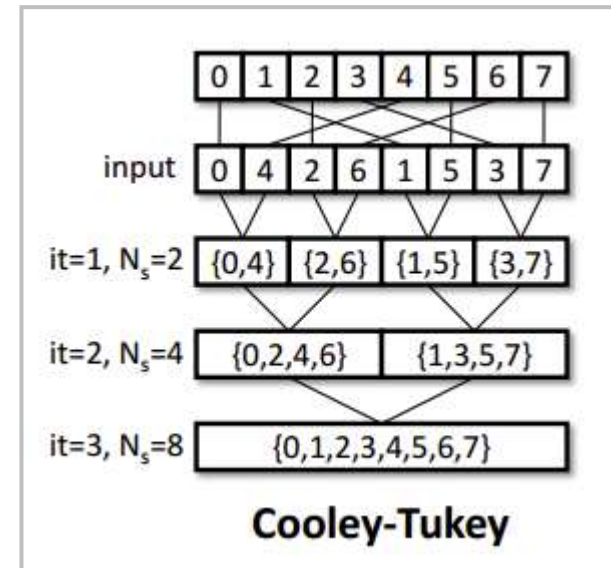 0 1 2 3 4 5 6 7
input 0 4 2 6 1 5 3 7
it=1, Nₛ=2 {0,4} {2,6} {1,5} {3,7}
it=2, Nₛ=4 {0,2,4,6} {1,3,5,7}
it=3, Nₛ=8 {0,1,2,3,4,5,6,7}
Cooley-Tukey